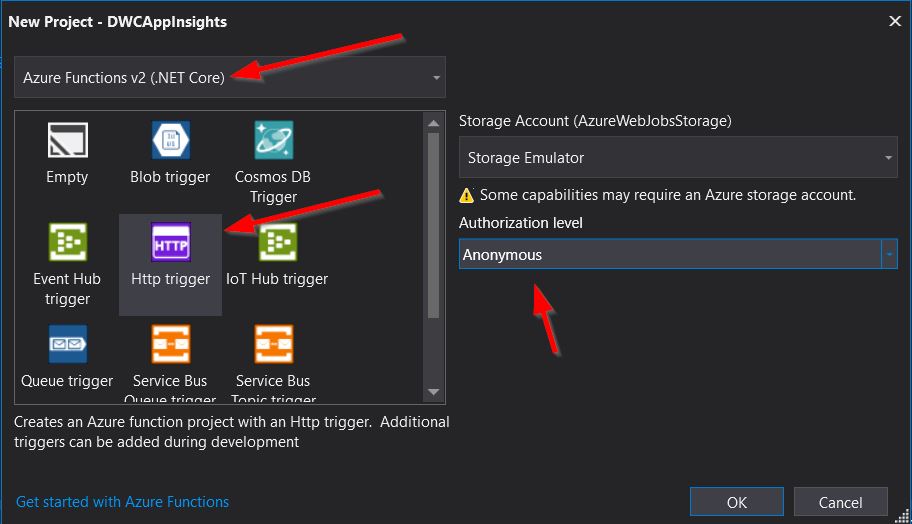 New Project - DWCAppInsights
Azure Functions v2 (.NET Core)
Empty
Blob trigger
Cosmos DB
Trigger
Event Hub
trigger
HTTP
Http trigger
IoT Hub trigger
Queue trigger
Service Bus
Queue trigger
Service Bus
Topic trigger
Creates an Azure function project with an Http trigger. Additional
triggers can be added during development
Storage Account (AzureWebJobsStorage)
Storage Emulator
Some capabilities may require an Azure storage account.
Authorization level
Anonymous
Get started with Azure Functions
OK
Cancel